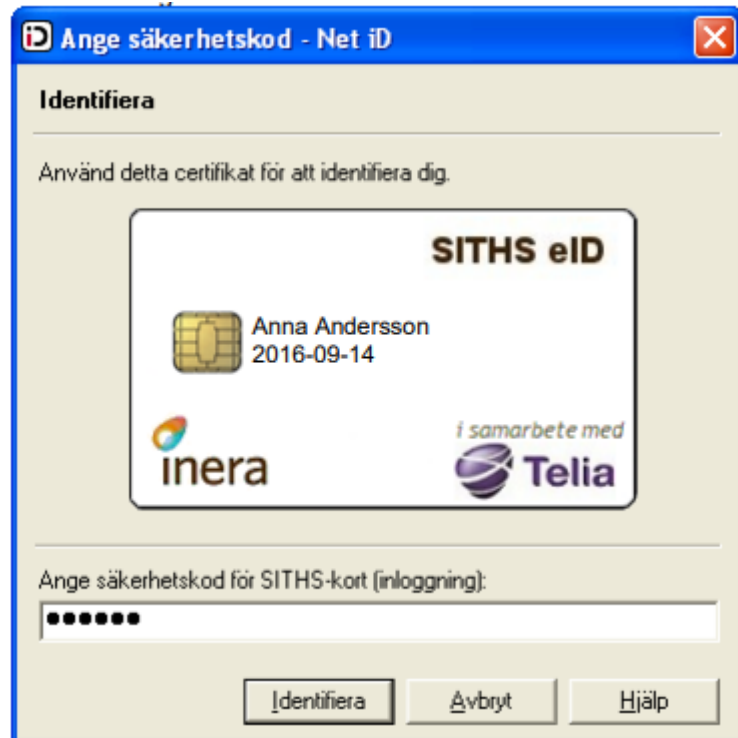 iD Ange säkerhetskod - Net iD
Identifiera
Använd detta certifikat för att identifiera dig.
SITHS eID
Anna Andersson
2016-09-14
i samarbete med
inera Telia
Ange säkerhetskod för SITHS-kort (inloggning):
●●●●●●
Identifiera Avbryt Hjälp